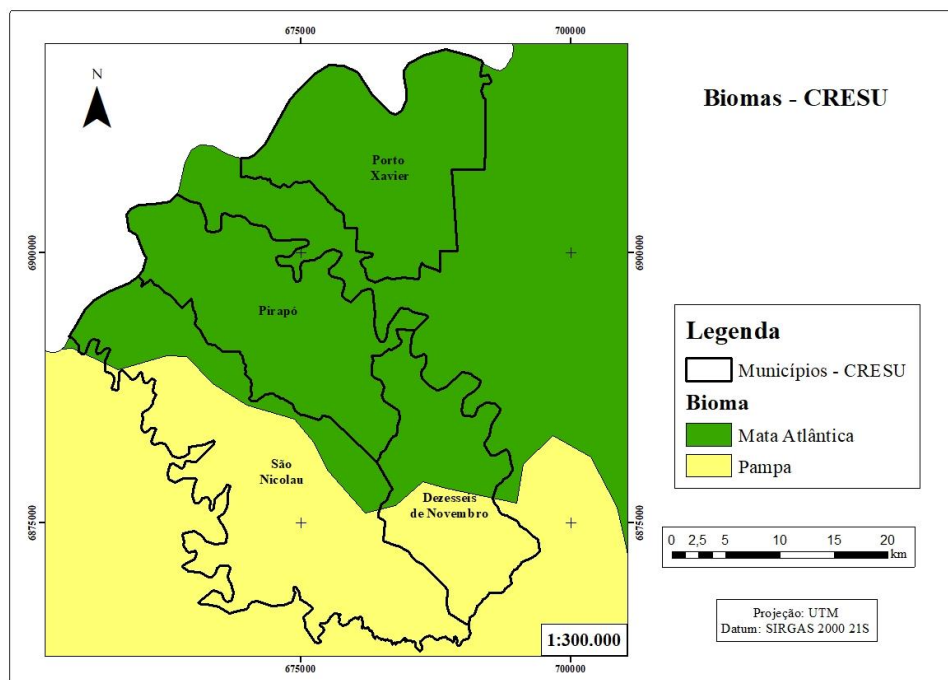 675000
700000
N
Biomas - CRESU
Porto
Xavier
6900000
6900000
Pirapó
Legenda
Municípios - CRESU
Bioma
Mata Atlântica
Pampa
São
Nicolau
Dezesseis
de Novembro
6875000
6875000
0 2,5 5 10 15 20
km
Projeção: UTM
Datum: SIRGAS 2000 21S
1:300.000
675000
700000